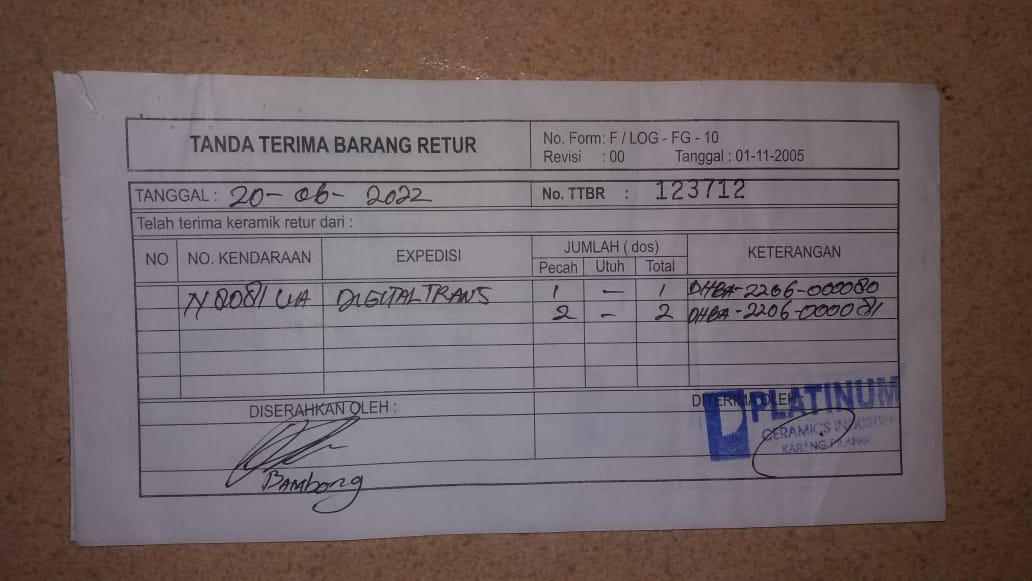 TANDA TERIMA BARANG RETUR
No. Form: F / LOG - FG - 10
Revisi : 00 Tanggal : 01-11-2005
TANGGAL : 20-06-2022
No. TTBR : 123712
Telah terima keramik retur dari :
NO NO. KENDARAAN EXPEDISI JUMLAH ( dos) KETERANGAN
Pecah Utuh Total
N 8081 UA DIGITAL TRANS 1 - 1 DHBA-2206-000080
2 - 2 DHBA-2206-000081
DISERAHKAN OLEH :
DITERIMA OLEH :
PLATINUM
CERAMICS INDUSTRY
KARANG PILANG
Bambong